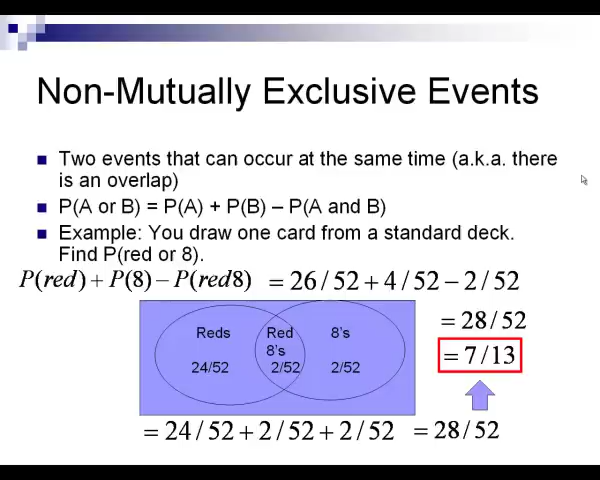 Non-Mutually Exclusive Events
Two events that can occur at the same time (a.k.a. there
is an overlap)
P(A or B) = P(A) + P(B) – P(A and B)
Example: You draw one card from a standard deck.
Find P(red or 8).
P(red) + P(8) − P(red8) = 26 / 52 + 4 / 52 − 2 / 52
= 28 / 52
= 7 / 13
Reds Red 8's
8's
24/52 2/52 2/52
= 24 / 52 + 2 / 52 + 2 / 52 = 28 / 52